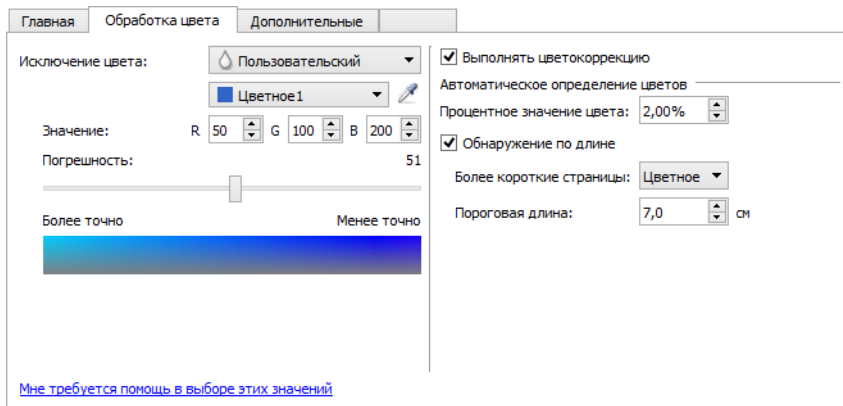 Главная Обработка цвета Дополнительные
Исключение цвета: Пользовательский
Цветное1
Значение: R 50 G 100 B 200
Погрешность: 51
Более точно Менее точно
Мне требуется помощь в выборе этих значений
Выполнять цветокоррекцию
Автоматическое определение цветов
Процентное значение цвета: 2,00%
Обнаружение по длине
Более короткие страницы: Цветное
Пороговая длина: 7,0 см